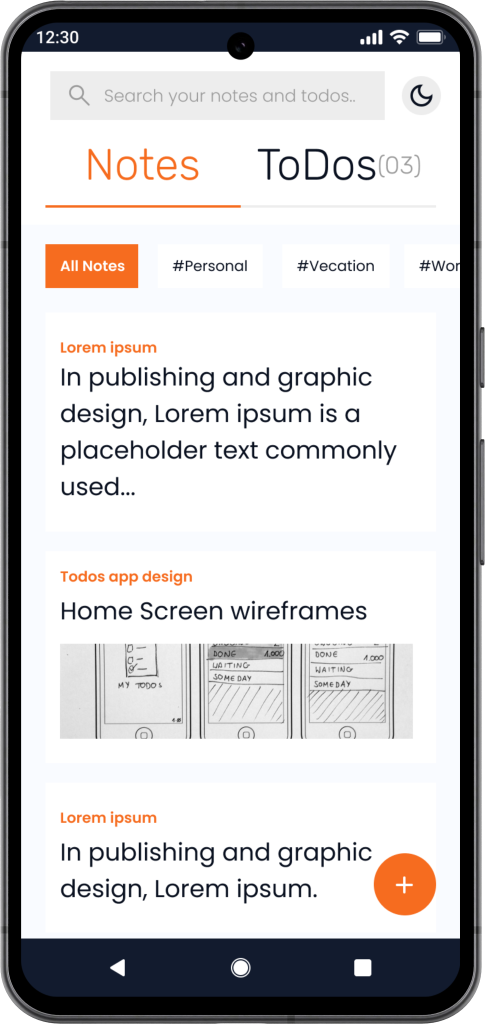 12:30
Search your notes and todos..
Notes ToDos(03)
All Notes #Personal #Vecation #Wor
Lorem ipsum
In publishing and graphic
design, Lorem ipsum is a
placeholder text commonly
used...
Todos app design
Home Screen wireframes
MY TODOS
DONE 1.000
WAITING
SOMEDAY
DONE 1.000
WAITING
SOMEDAY
Lorem ipsum
In publishing and graphic
design, Lorem ipsum.